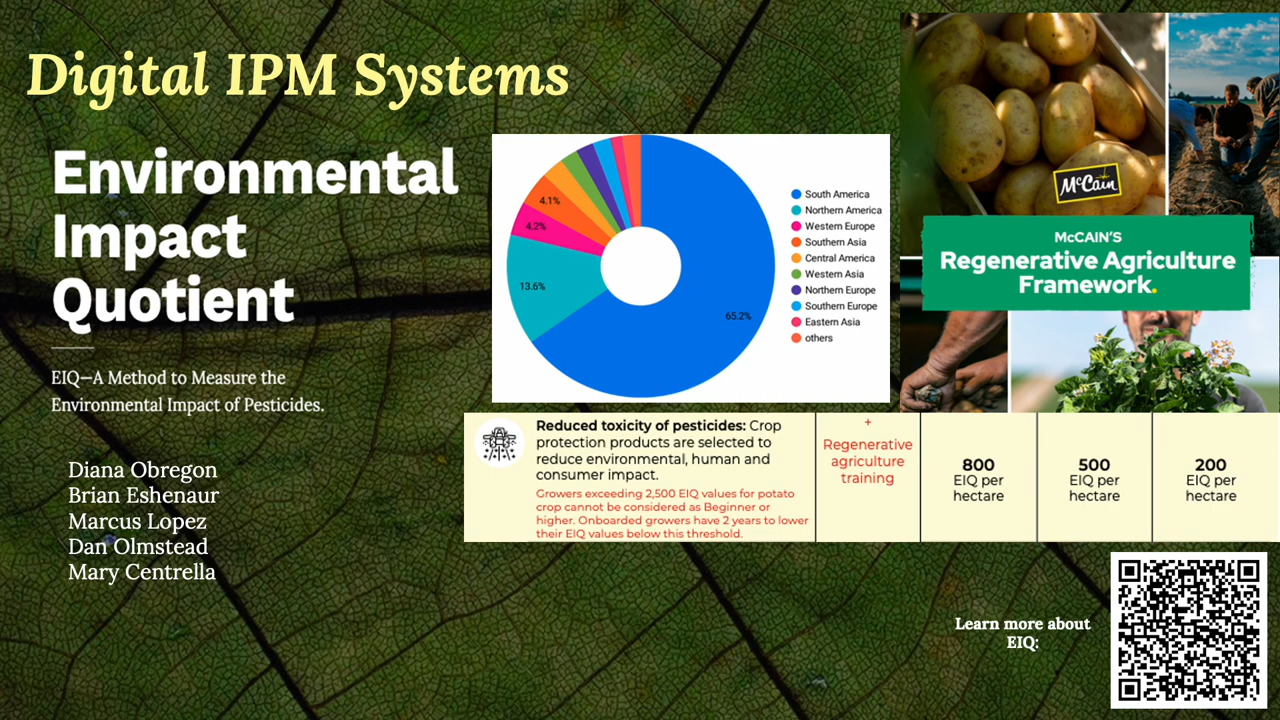 Digital IPM Systems
Environmental
Impact
Quotient
EIQ—A Method to Measure the
Environmental Impact of Pesticides.
Diana Obregon
Brian Eshenaur
Marcus Lopez
Dan Olmstead
Mary Centrella
4.1%
4.2%
13.6%
65.2%
South America
Northern America
Western Europe
Southern Asia
Central America
Western Asia
Northern Europe
Southern Europe
Eastern Asia
others
McCain
McCAIN'S
Regenerative Agriculture
Framework.
Reduced toxicity of pesticides: Crop
protection products are selected to
reduce environmental, human and
consumer impact.
Growers exceeding 2,500 EIQ values for potato
crop cannot be considered as Beginner or
higher. Onboarded growers have 2 years to lower
their EIQ values below this threshold.
+
Regenerative
agriculture
training
800
EIQ per
hectare
500
EIQ per
hectare
200
EIQ per
hectare
Learn more about
EIQ: